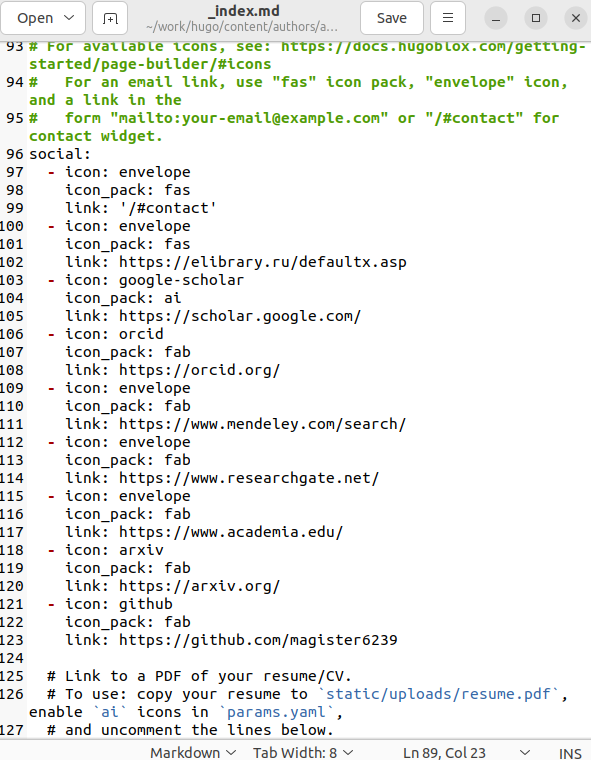 Open
_index.md
~/work/hugo/content/authors/a...
Save
93 # For available icons, see: https://docs.hugoblox.com/getting-
started/page-builder/#icons
94 #   For an email link, use "fas" icon pack, "envelope" icon,
and a link in the
95 #   form "mailto:your-email@example.com" or "/#contact" for
contact widget.
96 social:
97   - icon: envelope
98     icon_pack: fas
99     link: '/#contact'
100   - icon: envelope
101     icon_pack: fas
102     link: https://elibrary.ru/defaultx.asp
103   - icon: google-scholar
104     icon_pack: ai
105     link: https://scholar.google.com/
106   - icon: orcid
107     icon_pack: fab
108     link: https://orcid.org/
109   - icon: envelope
110     icon_pack: fab
111     link: https://www.mendeley.com/search/
112   - icon: envelope
113     icon_pack: fab
114     link: https://www.researchgate.net/
115   - icon: envelope
116     icon_pack: fab
117     link: https://www.academia.edu/
118   - icon: arxiv
119     icon_pack: fab
120     link: https://arxiv.org/
121   - icon: github
122     icon_pack: fab
123     link: https://github.com/magister6239
124
125   # Link to a PDF of your resume/CV.
126   # To use: copy your resume to `static/uploads/resume.pdf`,
enable `ai` icons in `params.yaml`,
127   # and uncomment the lines below.
Markdown
Tab Width: 8
Ln 89, Col 23
INS